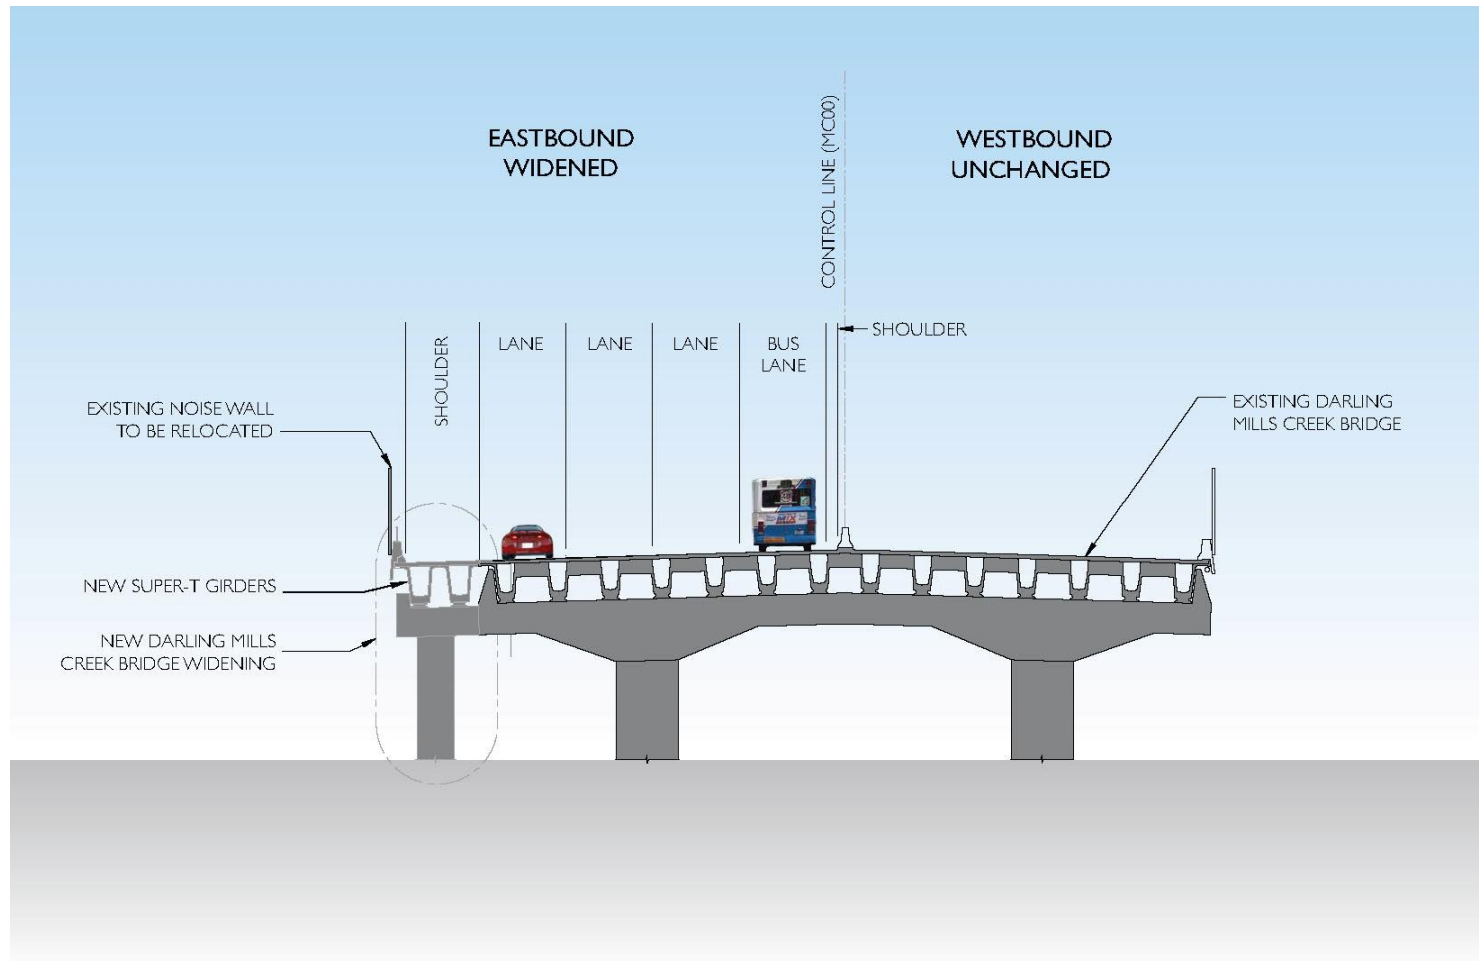 EASTBOUND
WIDENED
CONTROL LINE (MC00)
WESTBOUND
UNCHANGED
SHOULDER
SHOULDER
LANE
LANE
LANE
BUS
LANE
EXISTING NOISE WALL
TO BE RELOCATED
EXISTING DARLING
MILLS CREEK BRIDGE
NEW SUPER-T GIRDERS
NEW DARLING MILLS
CREEK BRIDGE WIDENING